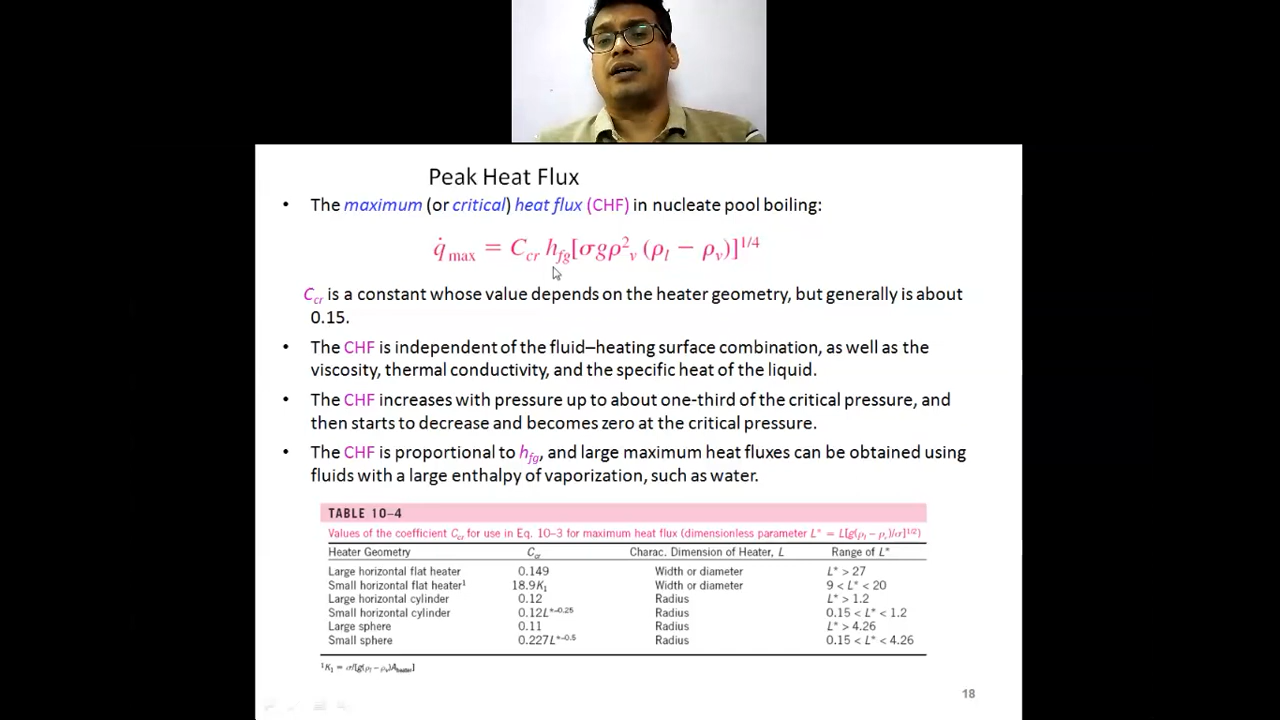 Peak Heat Flux
• The maximum (or critical) heat flux (CHF) in nucleate pool boiling:
q̇max = Ccr hfg[σgρ²v (ρl − ρv)]^1/4
Ccr is a constant whose value depends on the heater geometry, but generally is about
0.15.
• The CHF is independent of the fluid–heating surface combination, as well as the
viscosity, thermal conductivity, and the specific heat of the liquid.
• The CHF increases with pressure up to about one-third of the critical pressure, and
then starts to decrease and becomes zero at the critical pressure.
• The CHF is proportional to hfg, and large maximum heat fluxes can be obtained using
fluids with a large enthalpy of vaporization, such as water.
TABLE 10–4
Values of the coefficient Ccr for use in Eq. 10–3 for maximum heat flux (dimensionless parameter L* = L[g(ρl − ρv)/σ]^1/2)
Heater Geometry Ccr Charac. Dimension of Heater, L Range of L*
Large horizontal flat heater 0.149 Width or diameter L* > 27
Small horizontal flat heater¹ 18.9K₁ Width or diameter 9 < L* < 20
Large horizontal cylinder 0.12 Radius L* > 1.2
Small horizontal cylinder 0.12L*^−0.25 Radius 0.15 < L* < 1.2
Large sphere 0.11 Radius L* > 4.26
Small sphere 0.227L*^−0.5 Radius 0.15 < L* < 4.26
¹K₁ = σ/[g(ρl − ρv)Aheater]
18